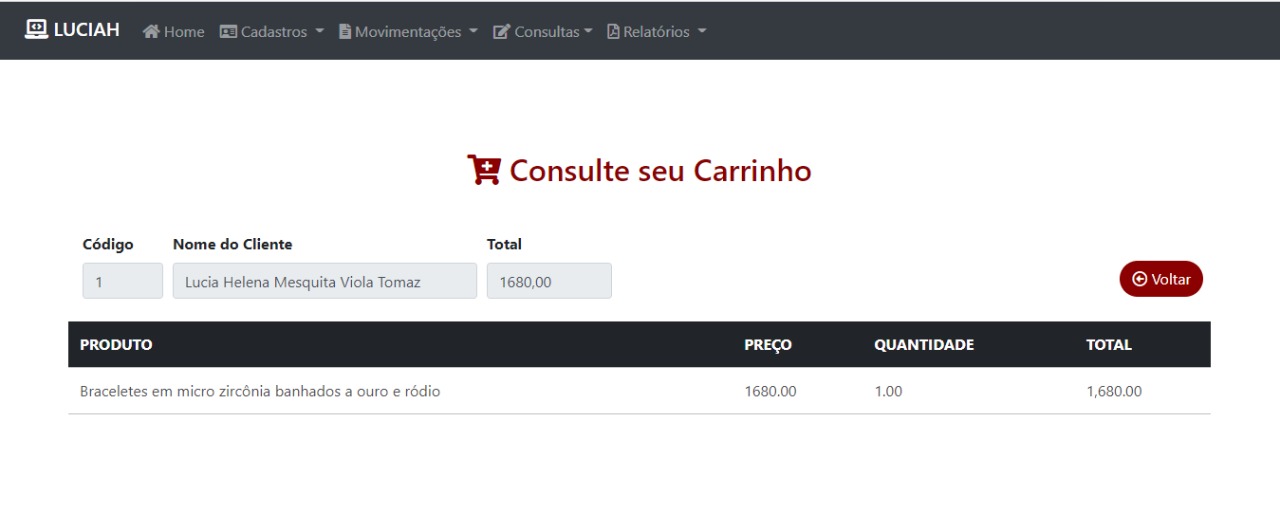 LUCIAH Home Cadastros Movimentações Consultas Relatórios
Consulte seu Carrinho
Código Nome do Cliente Total
1 Lucia Helena Mesquita Viola Tomaz 1680,00 Voltar
PRODUTO PREÇO QUANTIDADE TOTAL
Braceletes em micro zircônia banhados a ouro e ródio 1680.00 1.00 1,680.00